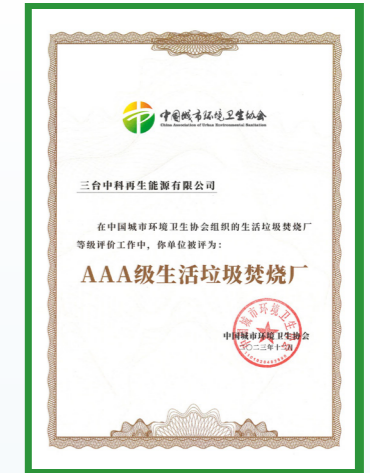 中国城市环境卫生协会
China Association of Urban Environmental Sanitation
三台中科再生能源有限公司
在中国城市环境卫生协会组织的生活垃圾焚烧厂
等级评价工作中，你单位被评为：
AAA级生活垃圾焚烧厂
中国城市环境卫生协会
二〇二三年十二月